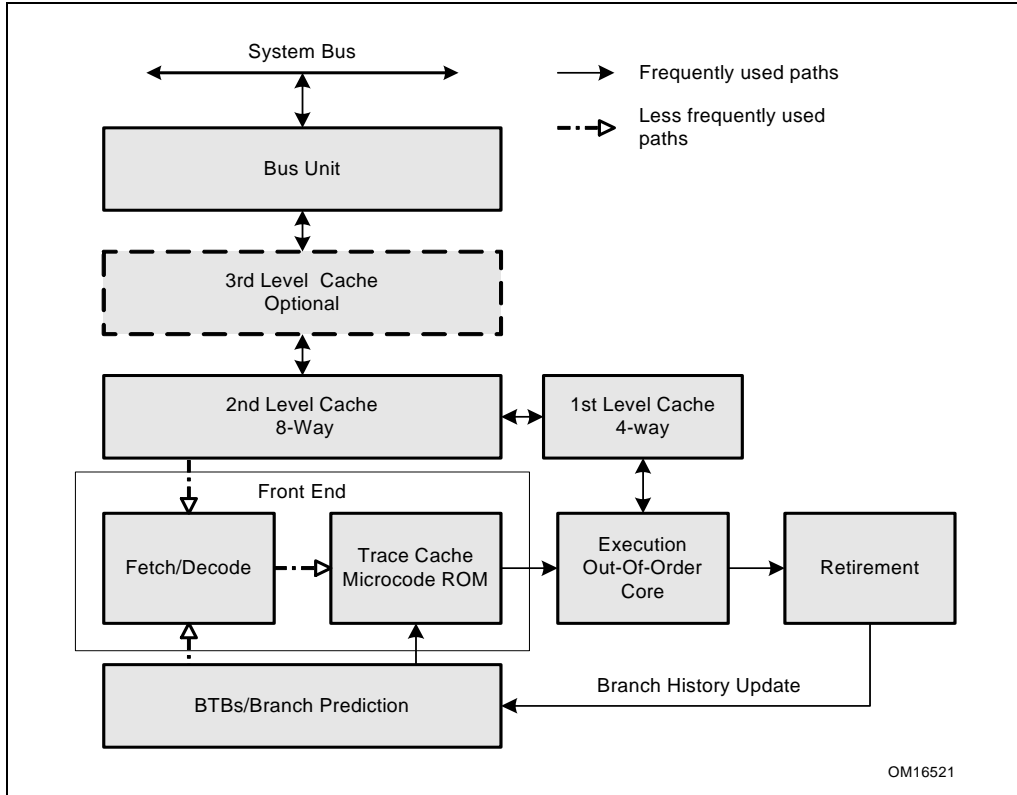 System Bus
Frequently used paths
Less frequently used
paths
Bus Unit
3rd Level Cache
Optional
2nd Level Cache
8-Way
1st Level Cache
4-way
Front End
Fetch/Decode
Trace Cache
Microcode ROM
Execution
Out-Of-Order
Core
Retirement
BTBs/Branch Prediction
Branch History Update
OM16521